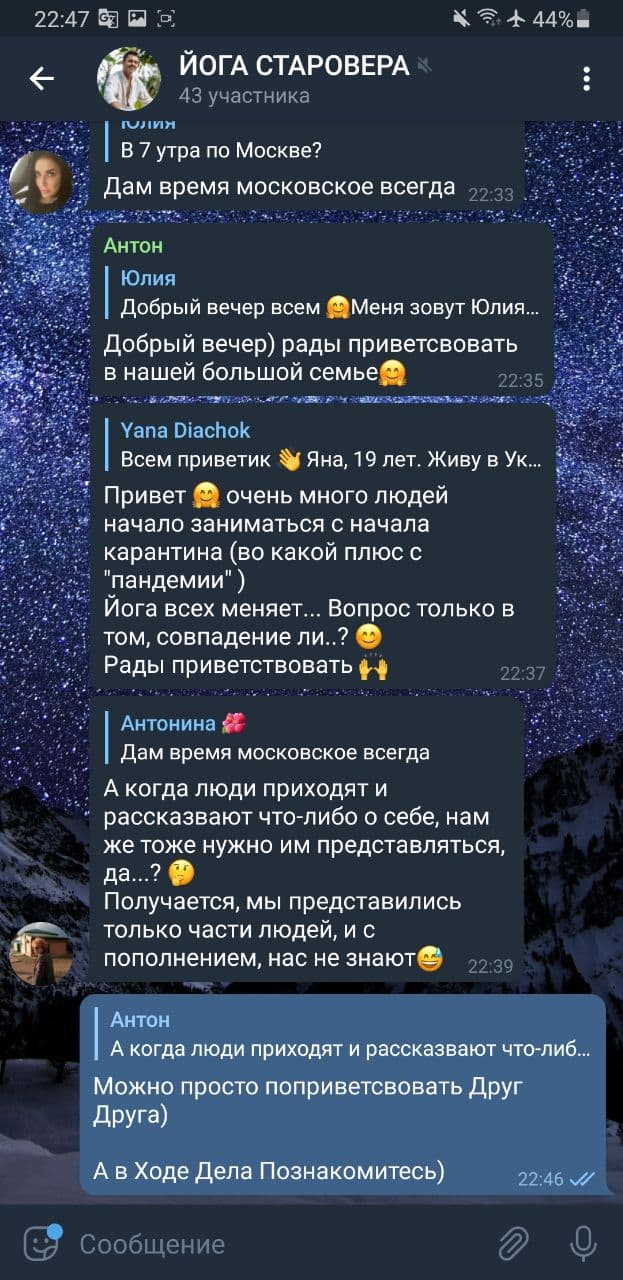 22:47
44%
ЙОГА СТАРОВЕРА
43 участника
Юлия
В 7 утра по Москве?
Дам время московское всегда
22:33
Антон
Юлия
Добрый вечер всем 🤗Меня зовут Юлия...
Добрый вечер) рады приветсвовать
в нашей большой семье🤗
22:35
Yana Diachok
Всем приветик 👋 Яна, 19 лет. Живу в Ук...
Привет 🤗 очень много людей
начало заниматься с начала
карантина (во какой плюс с
"пандемии" )
Йога всех меняет... Вопрос только в
том, совпадение ли..? 😊
Рады приветствовать 🙌
22:37
Антонина 🌺
Дам время московское всегда
А когда люди приходят и
рассказвают что-либо о себе, нам
же тоже нужно им представляться,
да...? 🤔
Получается, мы представились
только части людей, и с
пополнением, нас не знают😅
22:39
Антон
А когда люди приходят и рассказвают что-либ...
Можно просто поприветсвовать Друг
Друга)
А в Ходе Дела Познакомитесь)
22:46
Сообщение